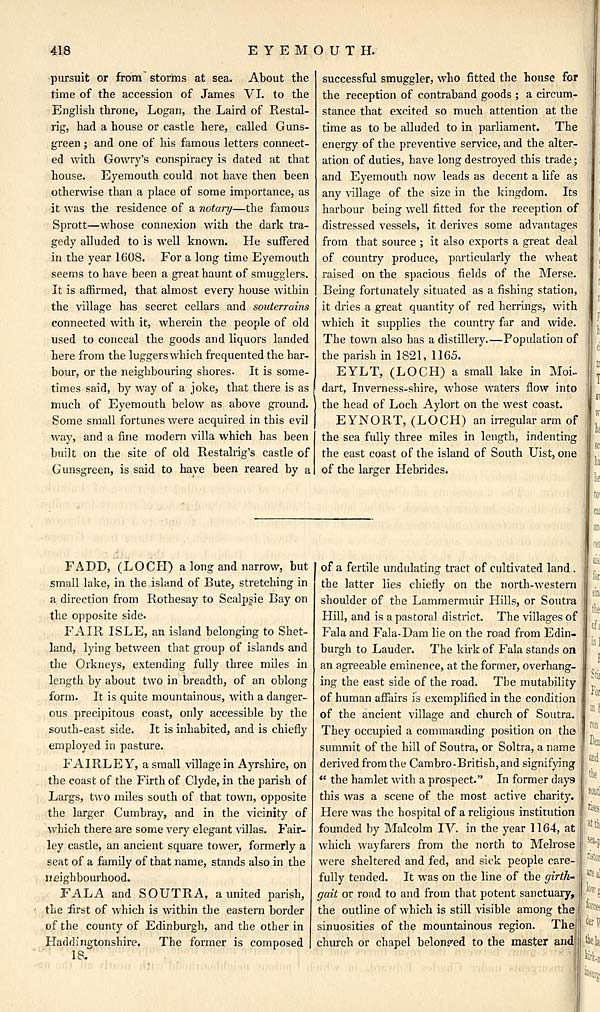 418
EYEMOUTH.
pursuit or from storms at sea. About the
time of the accession of James VI. to the
English throne, Logan, the Laird of Restal-
rig, had a house or castle here, called Guns-
green; and one of his famous letters connect-
ed with Gowry's conspiracy is dated at that
house. Eyemouth could not have then been
otherwise than a place of some importance, as
it was the residence of a notary—the famous
Sprott—whose connexion with the dark tra-
gedy alluded to is well known. He suffered
in the year 1608. For a long time Eyemouth
seems to have been a great haunt of smugglers.
It is affirmed, that almost every house within
the village has secret cellars and souterrains
connected with it, wherein the people of old
used to conceal the goods and liquors landed
here from the luggers which frequented the har-
bour, or the neighbouring shores. It is some-
times said, by way of a joke, that there is as
much of Eyemouth below as above ground.
Some small fortunes were acquired in this evil
way, and a fine modern villa which has been
built on the site of old Restalrig's castle of
Gunsgreen, is said to have been reared by a
successful smuggler, who fitted the house for
the reception of contraband goods; a circum-
stance that excited so much attention at the
time as to be alluded to in parliament. The
energy of the preventive service, and the alter-
ation of duties, have long destroyed this trade;
and Eyemouth now leads as decent a life as
any village of the size in the kingdom. Its
harbour being well fitted for the reception of
distressed vessels, it derives some advantages
from that source; it also exports a great deal
of country produce, particularly the wheat
raised on the spacious fields of the Merse.
Being fortunately situated as a fishing station,
it dries a great quantity of red herrings, with
which it supplies the country far and wide.
The town also has a distillery.—Population of
the parish in 1821, 1165.
EYLT, (LOCH) a small lake in Moi-
dart, Inverness-shire, whose waters flow into
the head of Loch Aylort on the west coast.
EYNORT, (LOCH) an irregular arm of
the sea fully three miles in length, indenting
the east coast of the island of South Uist, one
of the larger Hebrides.
FADD, (LOCH) a long and narrow, but
small lake, in the island of Bute, stretching in
a direction from Rothesay to Scalpsie Bay on
the opposite side.
FAIR ISLE, an island belonging to Shet-
land, lying between that group of islands and
the Orkneys, extending fully three miles in
length by about two in breadth, of an oblong
form. It is quite mountainous, with a danger-
ous precipitous coast, only accessible by the
south-east side. It is inhabited, and is chiefly
employed in pasture.
FAIRLEY, a small village in Ayrshire, on
the coast of the Firth of Clyde, in the parish of
Largs, two miles south of that town, opposite
the larger Cumbray, and in the vicinity of
which there are some very elegant villas. Fair-
ley castle, an ancient square tower, formerly a
seat of a family of that name, stands also in the
neighbourhood.
FALA and SOUTRA, a united parish,
the first of which is within the eastern border
of the county of Edinburgh, and the other in
Haddingtonshire. The former is composed
18.
of a fertile undulating tract of cultivated land.
the latter lies chiefly on the north-western
shoulder of the Lammermuir Hills, or Soutra
Hill, and is a pastoral district. The villages of
Fala and Fala-Dam lie on the road from Edin-
burgh to Lauder. The kirk of Fala stands on
an agreeable eminence, at the former, overhang-
ing the east side of the road. The mutability
of human affairs is exemplified in the condition
of the ancient village and church of Soutra.
They occupied a commanding position on the
summit of the hill of Soutra, or Soltra, a name
derived from the Cambro-British, and signifying
“ the hamlet with a prospect.” In former days
this was a scene of the most active charity.
Here was the hospital of a religious institution
founded by Malcolm IV. in the year 1164, at
which wayfarers from the north to Melrose
were sheltered and fed, and sick people care-
fully tended. It was on the line of the girth-
gait or road to and from that potent sanctuary,
the outline of which is still visible among the
sinuosities of the mountainous region. The
church or chapel belonged to the master and